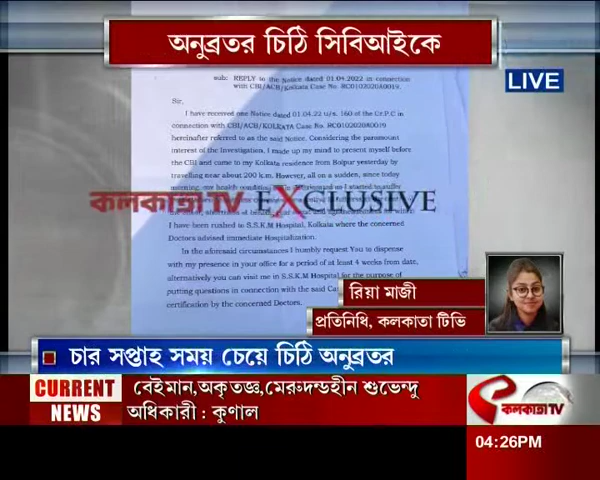 অনুব্রতর চিঠি সিবিআইকে
LIVE
sub: REPLY to the Notice dated 01.04.2022 in connection
with CBI/ACB/Kolkata Case No. RC0102020A0019.
Sir,
I have received one Notice dated 01.04.22 u/s. 160 of the Cr.P.C in
connection with CBI/ACB/KOLKATA Case No. RC0102020A0019
hereinafter referred to as the said Notice. Considering the paramount
interest of the investigation, I made up my mind to present myself before
the CBI and came to my Kolkata residence from Bolpur yesterday by
travelling near about 200 k.m. However, all on a sudden, since today
morning, my health condition
কলকাতা TV EXCLUSIVE
I have been rushed to S.S.K.M Hospital, Kolkata where the concerned
Doctors advised immediate Hospitalization.
In the aforesaid circumstances I humbly request You to dispense
with my presence in your office for a period of at least 4 weeks from date,
alternatively you can visit me in S.S.K.M Hospital for the purpose of
putting questions in connection with the said
certification by the concerned Doctors.
রিয়া মাজী
প্রতিনিধি, কলকাতা টিভি
চার সপ্তাহ সময় চেয়ে চিঠি অনুব্রতর
CURRENT NEWS
বেইমান,অকৃতজ্ঞ,মেরুদন্ডহীন শুভেন্দু
অধিকারী : কুণাল
কলকাতা TV
04:26PM